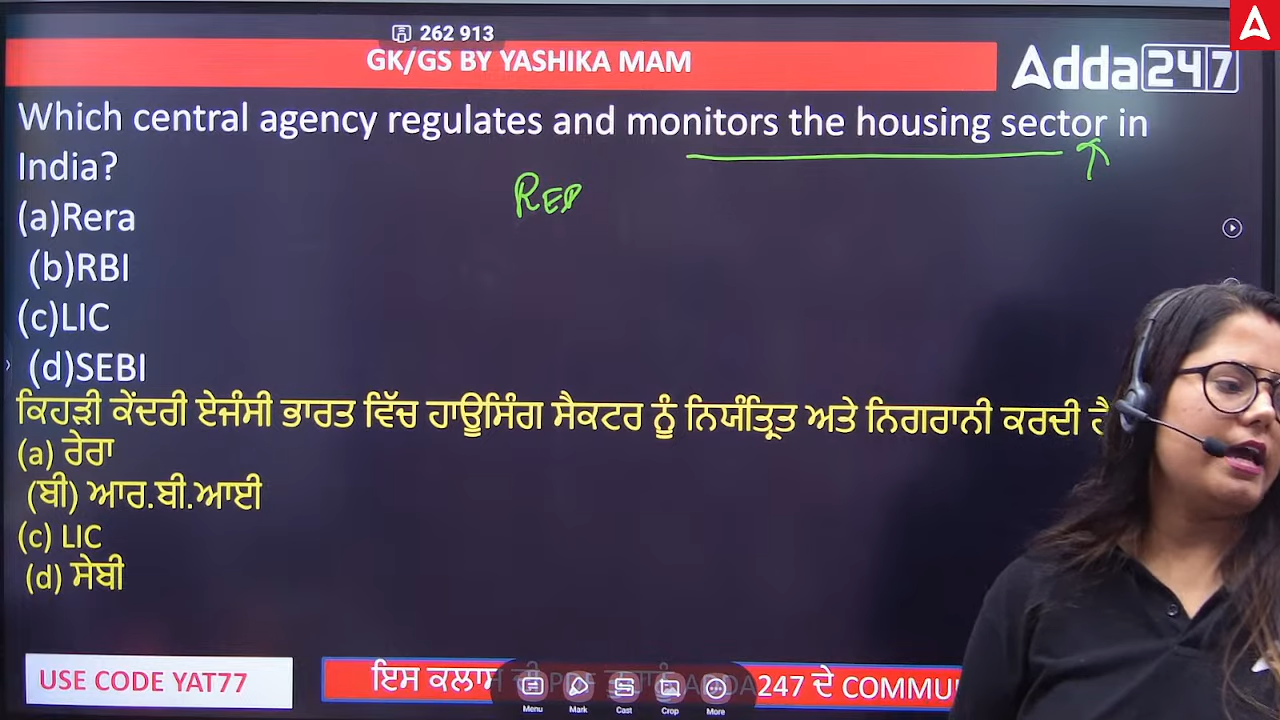 262 913
GK/GS BY YASHIKA MAM
Adda247
Which central agency regulates and monitors the housing sector in
India?
(a)Rera
(b)RBI
(c)LIC
(d)SEBI
ਕਿਹੜੀ ਕੇਂਦਰੀ ਏਜੰਸੀ ਭਾਰਤ ਵਿੱਚ ਹਾਊਸਿੰਗ ਸੈਕਟਰ ਨੂੰ ਨਿਯੰਤ੍ਰਿਤ ਅਤੇ ਨਿਗਰਾਨੀ ਕਰਦੀ ਹੈ
(a) ਰੇਰਾ
(ਬੀ) ਆਰ.ਬੀ.ਆਈ
(c) LIC
(d) ਸੇਬੀ
USE CODE YAT77
ਇਸ ਕਲਾਸ ਦੀ PDF ADDA 247 ਦੇ COMMU
Menu Mark Cast Crop More